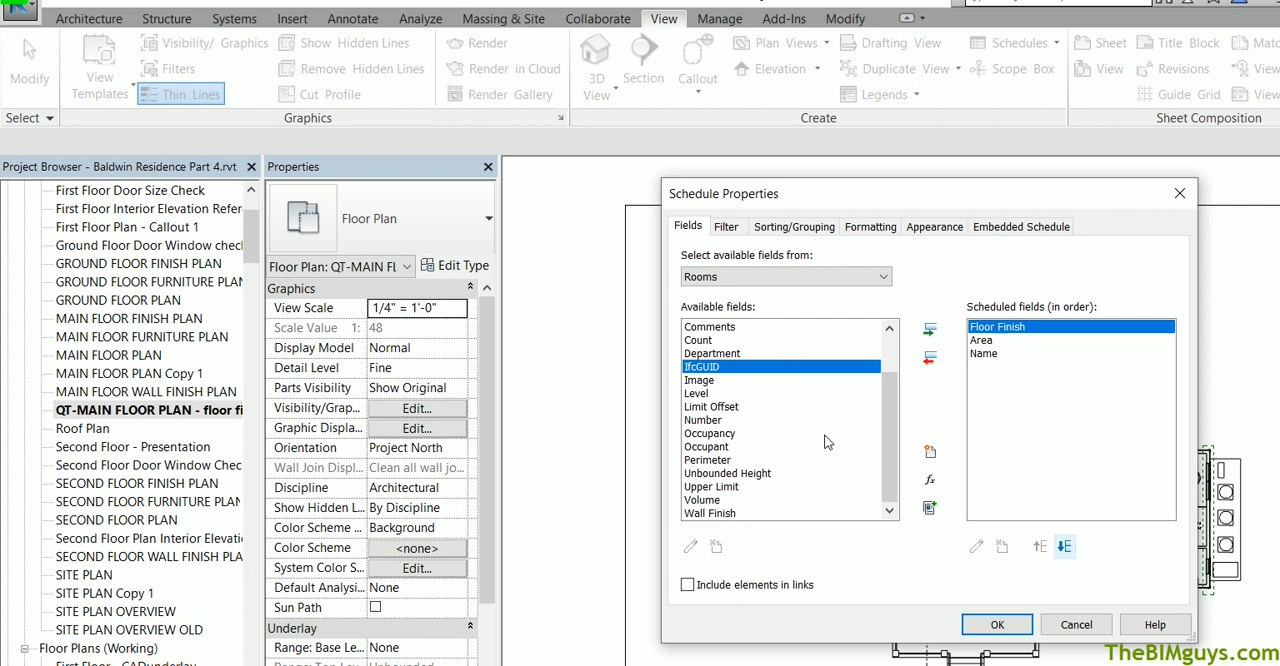 Architecture Structure Systems Insert Annotate Analyze Massing & Site Collaborate View Manage Add-Ins Modify
Modify
View
Templates
Visibility/ Graphics
Filters
Thin Lines
Show Hidden Lines
Remove Hidden Lines
Cut Profile
Render
Render in Cloud
Render Gallery
3D
View
Section
Callout
Plan Views
Elevation
Drafting View
Duplicate View
Legends
Schedules
Scope Box
Sheet
View
Title Block
Revisions
Guide Grid
View
View
Select
Graphics
Create
Sheet Composition
Project Browser - Baldwin Residence Part 4.rvt
First Floor Door Size Check
First Floor Interior Elevation Refer
First Floor Plan - Callout 1
Ground Floor Door Window chec
GROUND FLOOR FINISH PLAN
GROUND FLOOR FURNITURE PLAN
GROUND FLOOR PLAN
MAIN FLOOR FINISH PLAN
MAIN FLOOR FURNITURE PLAN
MAIN FLOOR PLAN
MAIN FLOOR PLAN Copy 1
MAIN FLOOR WALL FINISH PLAN
QT-MAIN FLOOR PLAN - floor fi
Roof Plan
Second Floor - Presentation
Second Floor Door Window Chec
SECOND FLOOR FINISH PLAN
SECOND FLOOR FURNITURE PLAN
SECOND FLOOR PLAN
Second Floor Plan Interior Elevati
SECOND FLOOR WALL FINISH PLA
SITE PLAN
SITE PLAN Copy 1
SITE PLAN OVERVIEW
SITE PLAN OVERVIEW OLD
Floor Plans (Working)
First Floor - CADunderlay
Properties
Floor Plan
Floor Plan: QT-MAIN FL
Edit Type
Graphics
View Scale 1/4" = 1'-0"
Scale Value 1: 48
Display Model Normal
Detail Level Fine
Parts Visibility Show Original
Visibility/Grap... Edit...
Graphic Displa... Edit...
Orientation Project North
Wall Join Displ... Clean all wall jo...
Discipline Architectural
Show Hidden L... By Discipline
Color Scheme ... Background
Color Scheme <none>
System Color S... Edit...
Default Analysi... None
Sun Path
Underlay
Range: Base Le... None
Range: Top Lev... Unbounded
Schedule Properties
Fields Filter Sorting/Grouping Formatting Appearance Embedded Schedule
Select available fields from:
Rooms
Available fields:
Comments
Count
Department
IfcGUID
Image
Level
Limit Offset
Number
Occupancy
Occupant
Perimeter
Unbounded Height
Upper Limit
Volume
Wall Finish
fx
Scheduled fields (in order):
Floor Finish
Area
Name
Include elements in links
OK Cancel Help
TheBIMguys.com